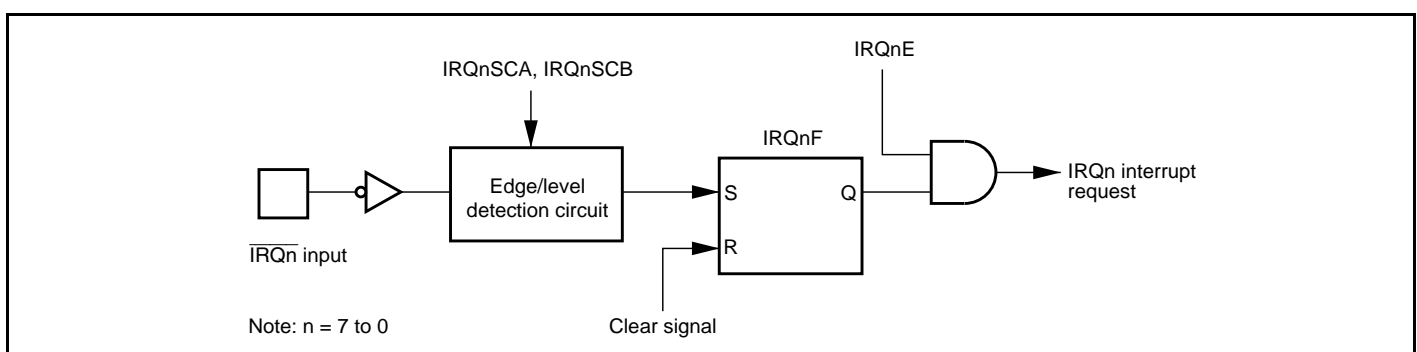 IRQnE
IRQnSCA, IRQnSCB
IRQnF
Edge/level
detection circuit
S
Q
R
IRQn interrupt
request
IRQn input
Clear signal
Note: n = 7 to 0